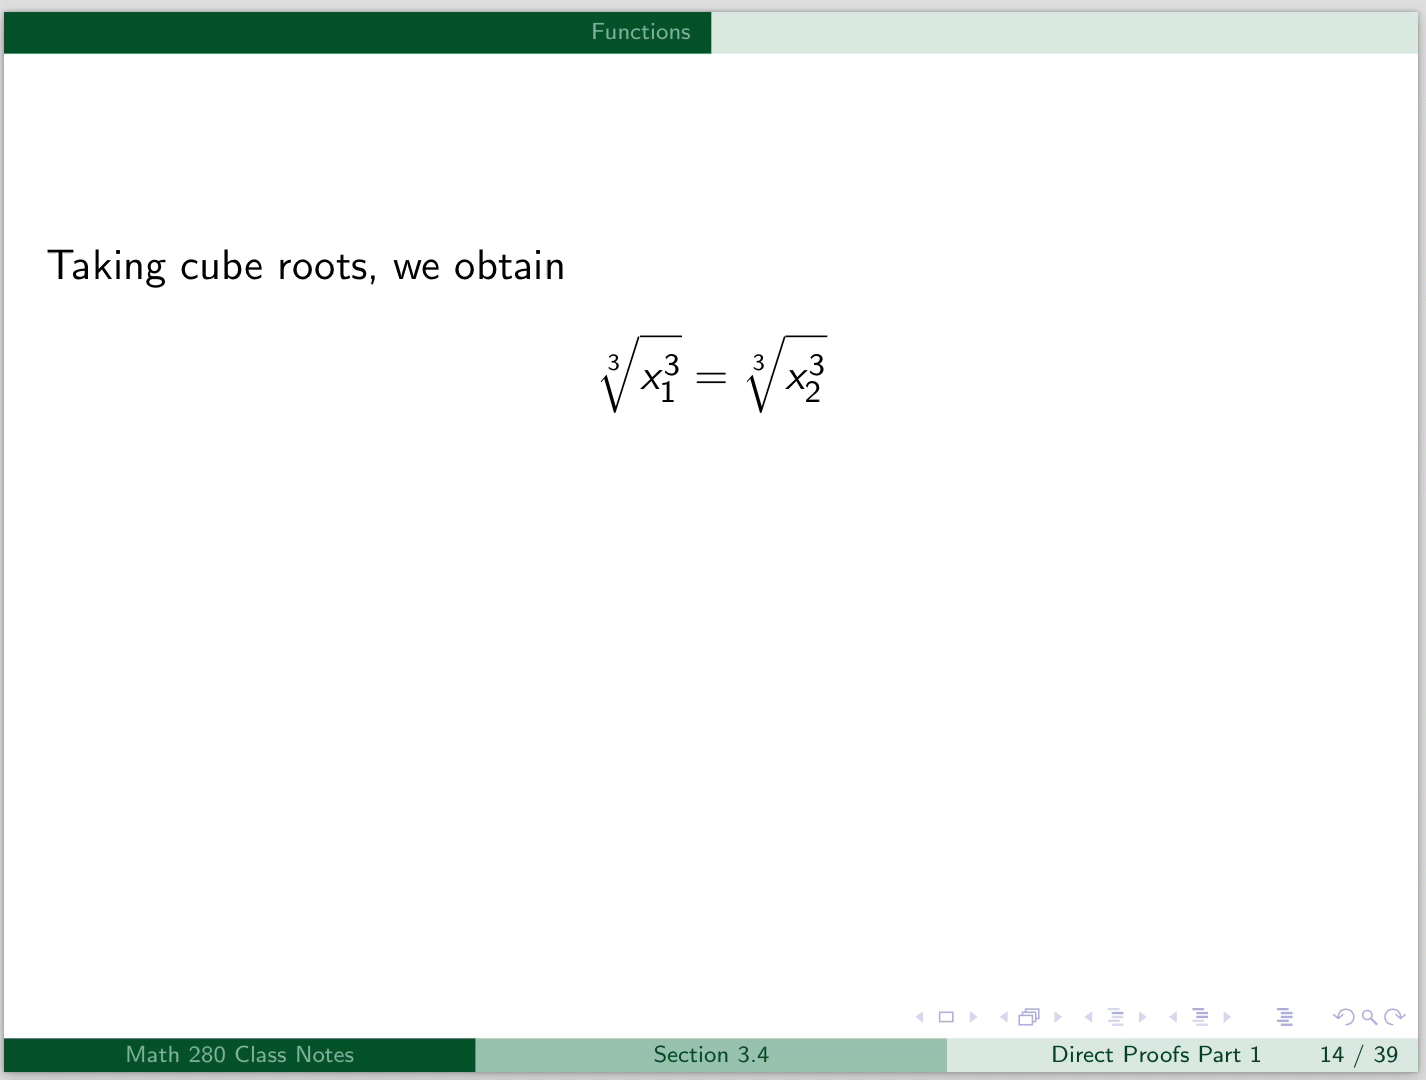 Functions
Taking cube roots, we obtain
∛x₁³ = ∛x₂³
Math 280 Class Notes Section 3.4 Direct Proofs Part 1 14 / 39